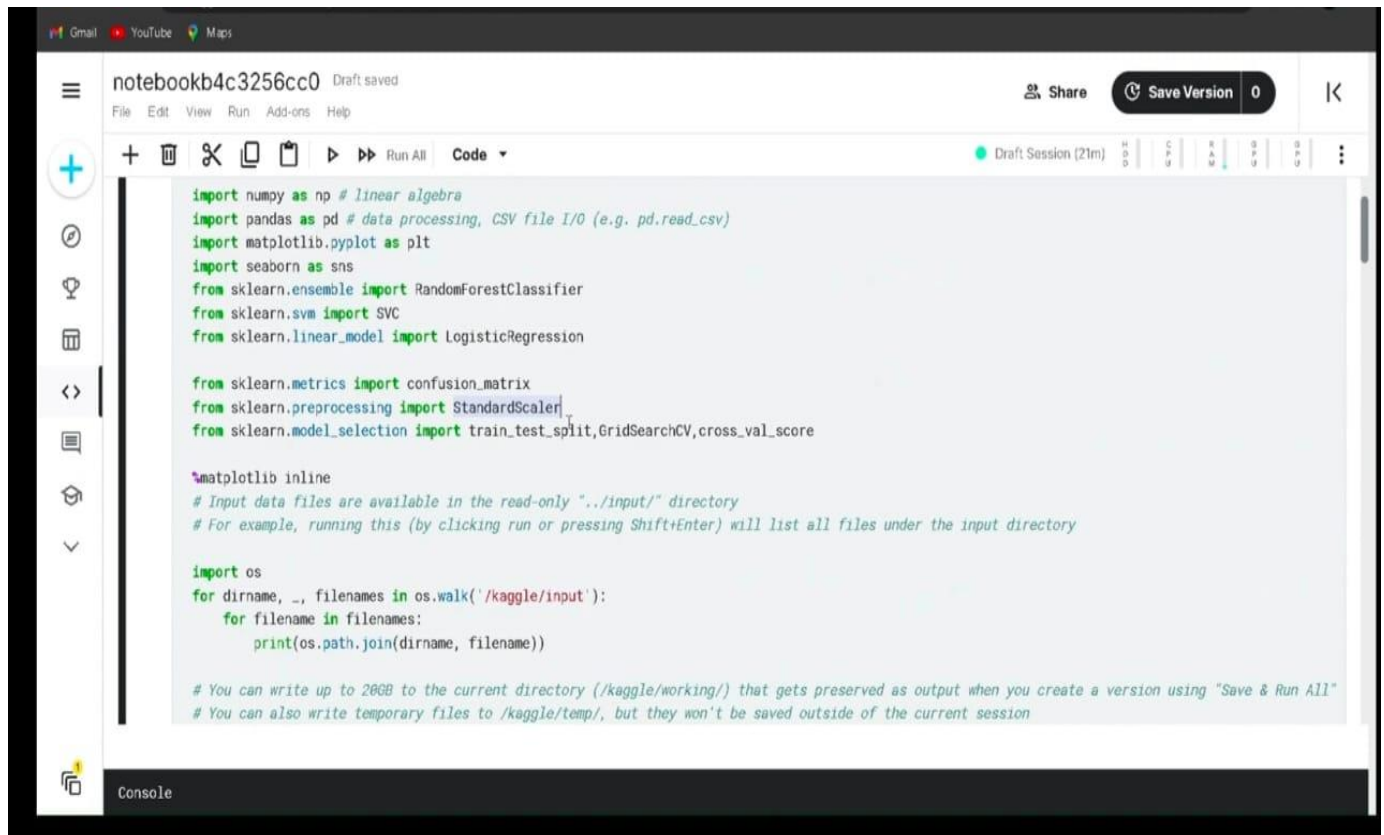 Gmail YouTube Maps
notebookb4c3256cc0 Draft saved
File Edit View Run Add-ons Help
Share
Save Version 0
Run All Code
Draft Session (21m)
HDD
CPU
RAM
GPU
GPU
import numpy as np # linear algebra
import pandas as pd # data processing, CSV file I/O (e.g. pd.read_csv)
import matplotlib.pyplot as plt
import seaborn as sns
from sklearn.ensemble import RandomForestClassifier
from sklearn.svm import SVC
from sklearn.linear_model import LogisticRegression
from sklearn.metrics import confusion_matrix
from sklearn.preprocessing import StandardScaler
from sklearn.model_selection import train_test_split,GridSearchCV,cross_val_score
%matplotlib inline
# Input data files are available in the read-only "../input/" directory
# For example, running this (by clicking run or pressing Shift+Enter) will list all files under the input directory
import os
for dirname, _, filenames in os.walk('/kaggle/input'):
for filename in filenames:
print(os.path.join(dirname, filename))
# You can write up to 20GB to the current directory (/kaggle/working/) that gets preserved as output when you create a version using "Save & Run All"
# You can also write temporary files to /kaggle/temp/, but they won't be saved outside of the current session
1
Console